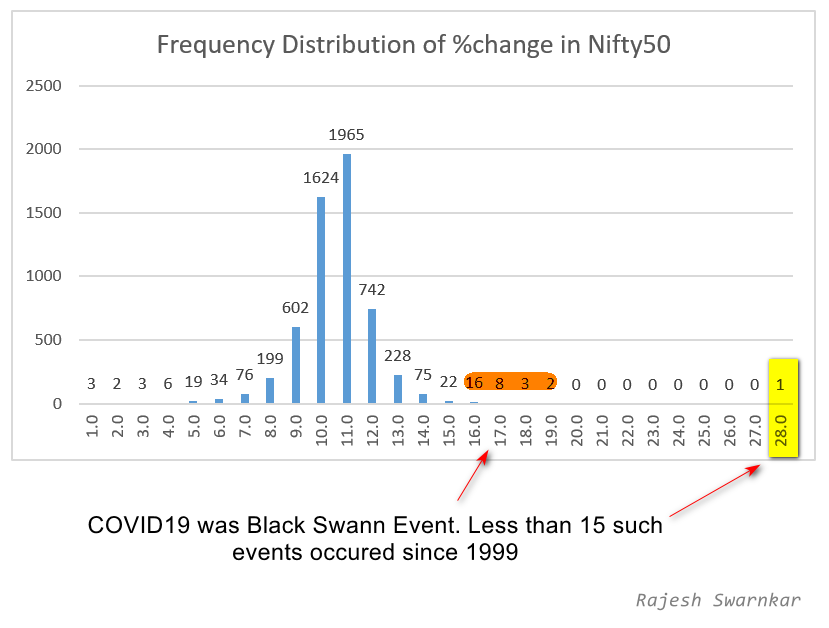 Frequency Distribution of %change in Nifty50
2500
2000
1500
1000
500
0
3 2 3 6 19 34 76 199 602 1624 1965 742 228 75 22 16 8 3 2 0 0 0 0 0 0 0 0 1
1.0 2.0 3.0 4.0 5.0 6.0 7.0 8.0 9.0 10.0 11.0 12.0 13.0 14.0 15.0 16.0 17.0 18.0 19.0 20.0 21.0 22.0 23.0 24.0 25.0 26.0 27.0 28.0
COVID19 was Black Swann Event. Less than 15 such
events occured since 1999
Rajesh Swarnkar